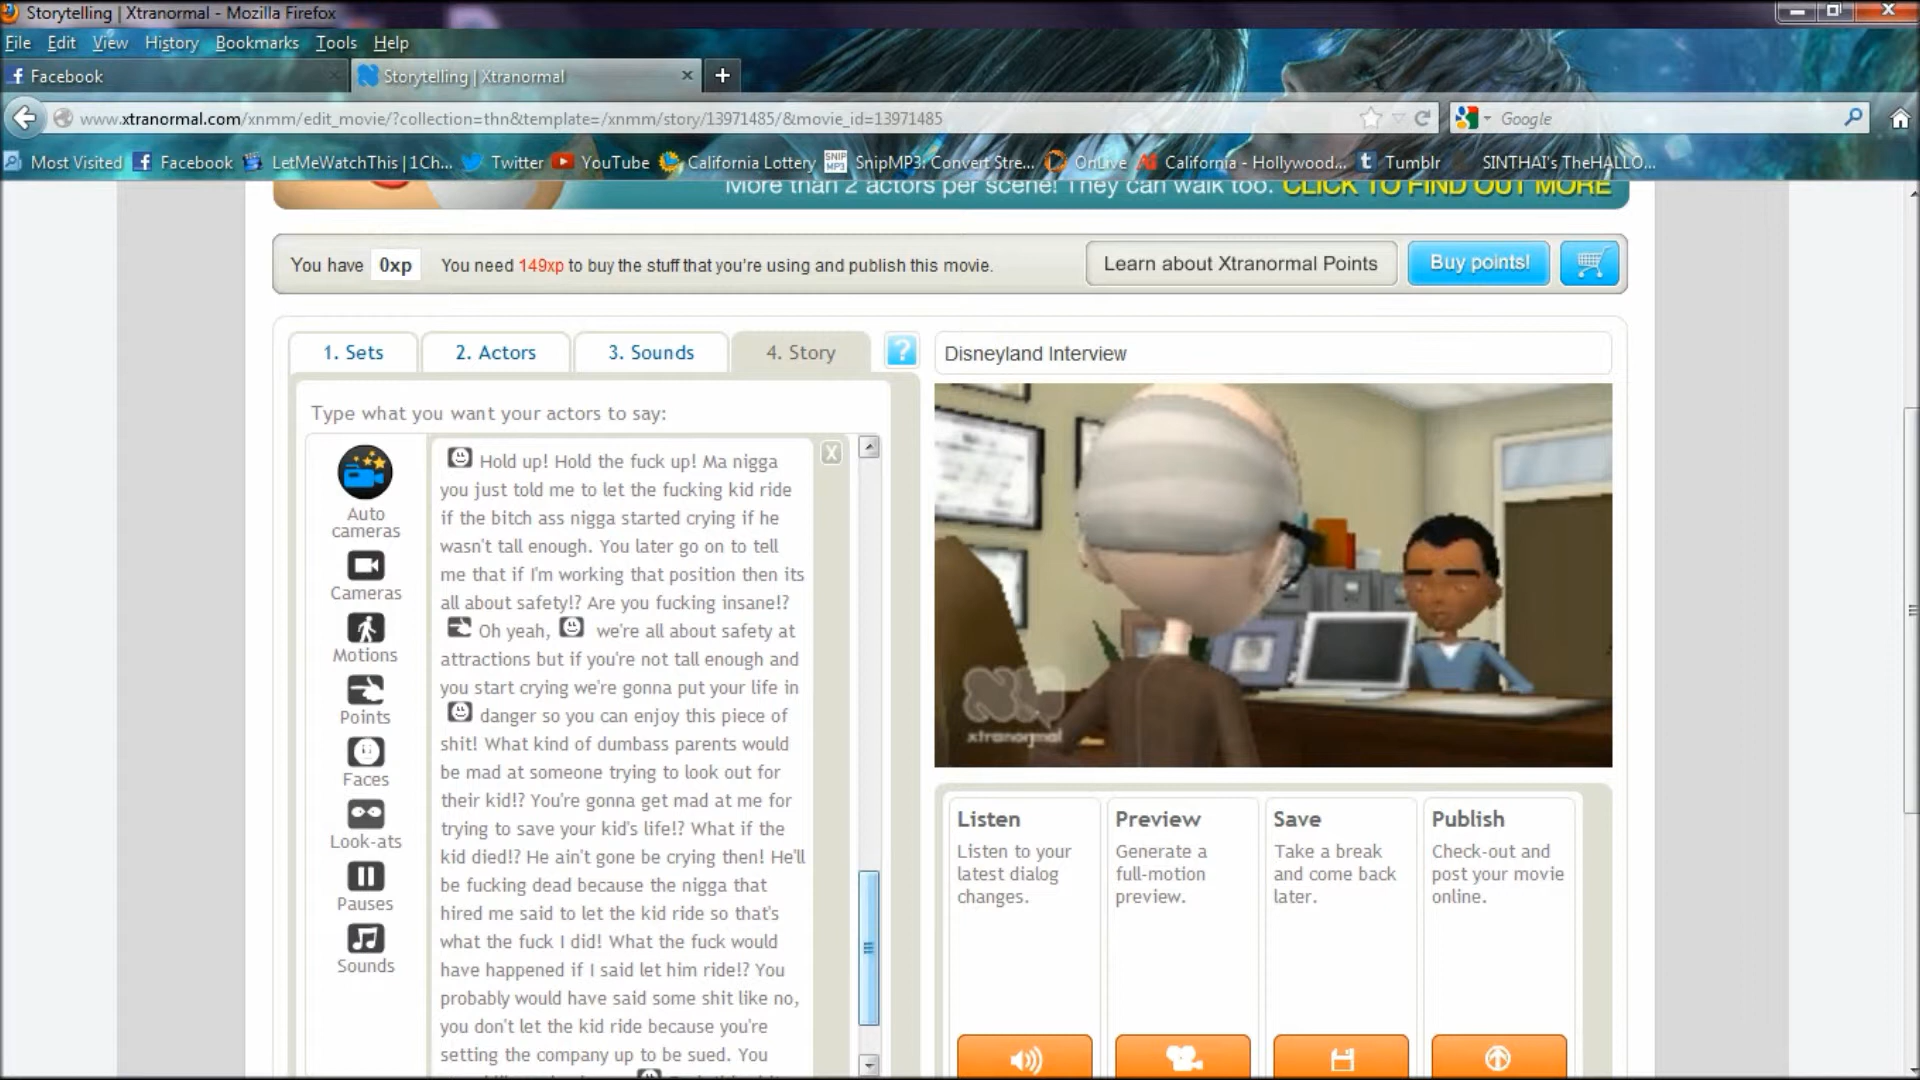 Storytelling | Xtranormal - Mozilla Firefox
File Edit View History Bookmarks Tools Help
Facebook
Storytelling | Xtranormal
www.xtranormal.com/xnmm/edit_movie/?collection=thn&template=/xnmm/story/13971485/&movie_id=13971485
Google
Most Visited Facebook LetMeWatchThis | 1Ch... Twitter YouTube California Lottery SnipMP3: Convert Stre... OnLive California - Hollywood... Tumblr SINTHAI's TheHALLO...
More than 2 actors per scene! They can walk too. CLICK TO FIND OUT MORE
You have 0xp You need 149xp to buy the stuff that you're using and publish this movie.
Learn about Xtranormal Points
Buy points!
1. Sets
2. Actors
3. Sounds
4. Story
?
Disneyland Interview
Type what you want your actors to say:
Auto cameras
Cameras
Motions
Points
Faces
Look-ats
Pauses
Sounds
X
Hold up! Hold the fuck up! Ma nigga
you just told me to let the fucking kid ride
if the bitch ass nigga started crying if he
wasn't tall enough. You later go on to tell
me that if I'm working that position then its
all about safety!? Are you fucking insane!?
Oh yeah, we're all about safety at
attractions but if you're not tall enough and
you start crying we're gonna put your life in
danger so you can enjoy this piece of
shit! What kind of dumbass parents would
be mad at someone trying to look out for
their kid!? You're gonna get mad at me for
trying to save your kid's life!? What if the
kid died!? He ain't gone be crying then! He'll
be fucking dead because the nigga that
hired me said to let the kid ride so that's
what the fuck I did! What the fuck would
have happened if I said let him ride!? You
probably would have said some shit like no,
you don't let the kid ride because you're
setting the company up to be sued. You
xtranormal
Listen
Listen to your
latest dialog
changes.
Preview
Generate a
full-motion
preview.
Save
Take a break
and come back
later.
Publish
Check-out and
post your movie
online.